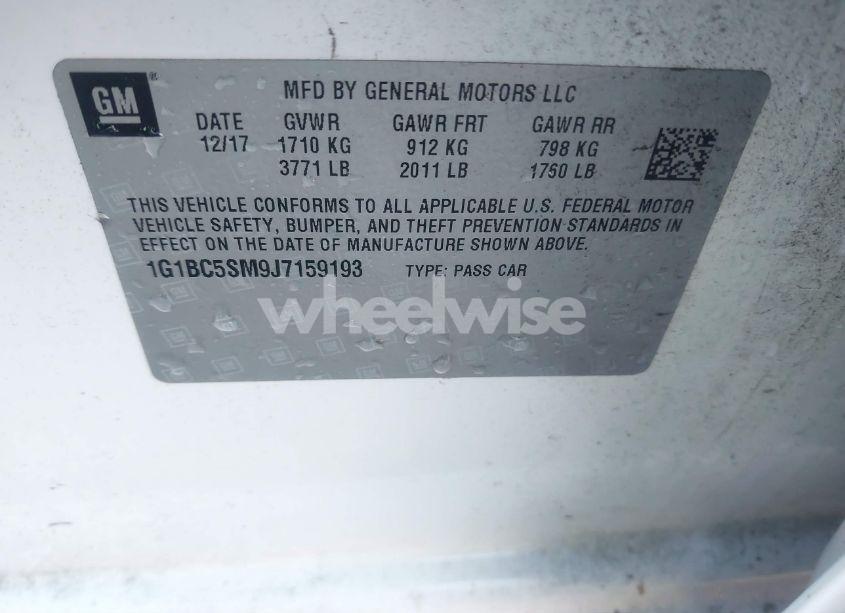 GM®
MFD BY GENERAL MOTORS LLC
DATE GVWR GAWR FRT GAWR RR
12/17 1710 KG 912 KG 798 KG
3771 LB 2011 LB 1760 LB
THIS VEHICLE CONFORMS TO ALL APPLICABLE U.S. FEDERAL MOTOR
VEHICLE SAFETY, BUMPER, AND THEFT PREVENTION STANDARDS IN
EFFECT ON THE DATE OF MANUFACTURE SHOWN ABOVE.
1G1BC5SM9J7159193 TYPE: PASS CAR
wheelwise